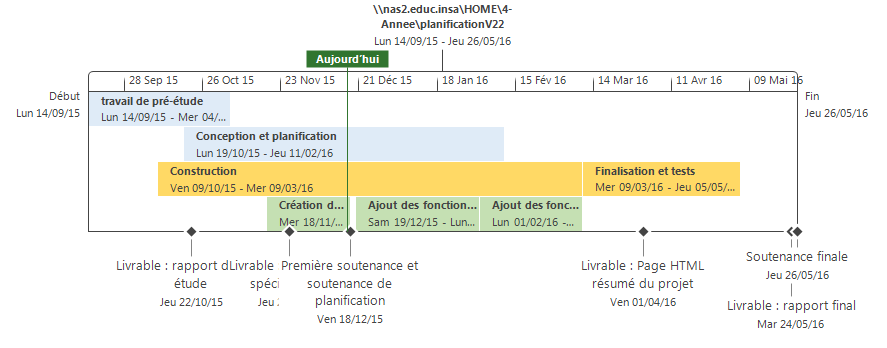 \\nas2.educ.insa\HOME\4-
Annee\planificationV22
Lun 14/09/15 - Jeu 26/05/16
Aujourd'hui
28 Sep 15
26 Oct 15
23 Nov 15
21 Déc 15
18 Jan 16
15 Fév 16
14 Mar 16
11 Avr 16
09 Mai 16
Début
Lun 14/09/15
Fin
Jeu 26/05/16
travail de pré-étude
Lun 14/09/15 - Mer 04/...
Conception et planification
Lun 19/10/15 - Jeu 11/02/16
Construction
Ven 09/10/15 - Mer 09/03/16
Finalisation et tests
Mer 09/03/16 - Jeu 05/05/...
Création d...
Mer 18/11/...
Ajout des fonction...
Sam 19/12/15 - Lun...
Ajout des fonc...
Lun 01/02/16 -...
Livrable : rapport d
étude
Jeu 22/10/15
Livrable
spéci
Jeu
Première soutenance et
soutenance de
planification
Ven 18/12/15
Livrable : Page HTML
résumé du projet
Ven 01/04/16
Soutenance finale
Jeu 26/05/16
Livrable : rapport final
Mar 24/05/16